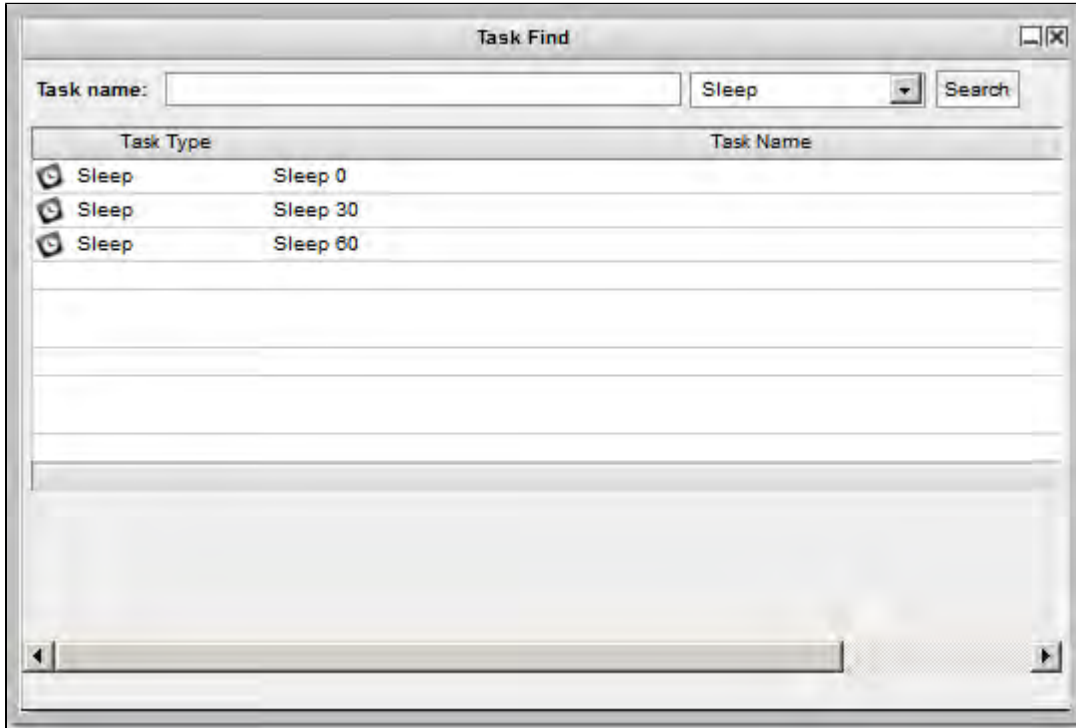 Task Find
Task name: Sleep Search
Task Type Task Name
Sleep Sleep 0
Sleep Sleep 30
Sleep Sleep 60